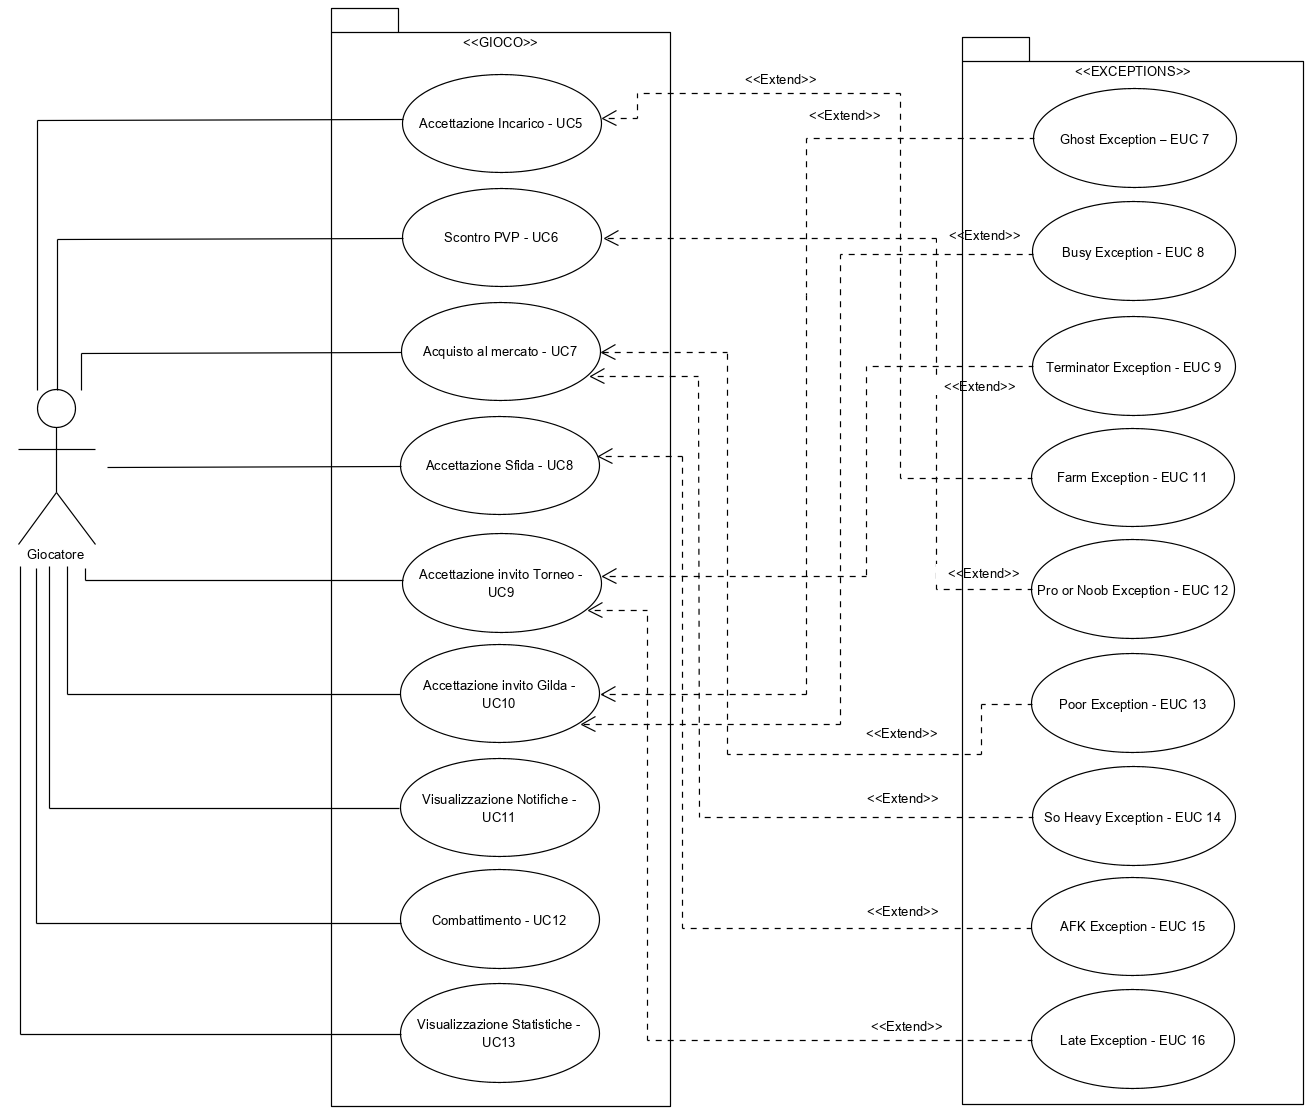 <<GIOCO>>
Accettazione Incarico - UC5
Scontro PVP - UC6
Acquisto al mercato - UC7
Accettazione Sfida - UC8
Accettazione invito Torneo -
UC9
Accettazione invito Gilda -
UC10
Visualizzazione Notifiche -
UC11
Combattimento - UC12
Visualizzazione Statistiche -
UC13
Giocatore
<<Extend>>
<<Extend>>
<<Extend>>
<<Extend>>
<<Extend>>
<<Extend>>
<<Extend>>
<<Extend>>
<<Extend>>
<<EXCEPTIONS>>
Ghost Exception – EUC 7
Busy Exception - EUC 8
Terminator Exception - EUC 9
Farm Exception - EUC 11
Pro or Noob Exception - EUC 12
Poor Exception - EUC 13
So Heavy Exception - EUC 14
AFK Exception - EUC 15
Late Exception - EUC 16